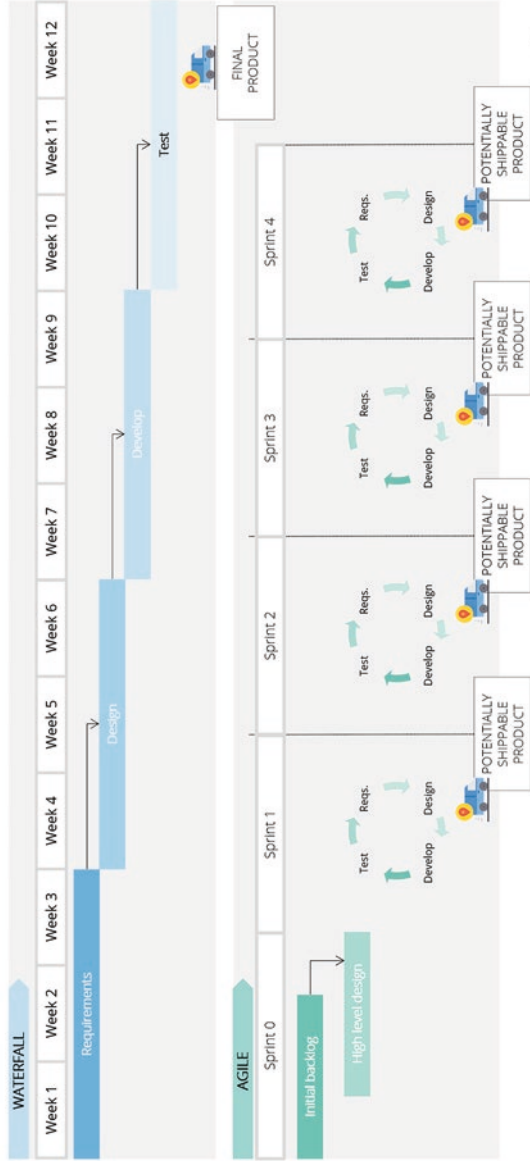 WATERFALL
Week 1
Week 2
Week 3
Week 4
Week 5
Week 6
Week 7
Week 8
Week 9
Week 10
Week 11
Week 12
Requirements
Design
Develop
Test
FINAL
PRODUCT
AGILE
Sprint 0
Sprint 1
Sprint 2
Sprint 3
Sprint 4
Initial backlog
High level design
Test
Reqs.
Develop
Design
POTENTIALLY
SHIPPABLE
PRODUCT
Test
Reqs.
Develop
Design
POTENTIALLY
SHIPPABLE
PRODUCT
Test
Reqs.
Develop
Design
POTENTIALLY
SHIPPABLE
PRODUCT
Test
Reqs.
Develop
Design
POTENTIALLY
SHIPPABLE
PRODUCT